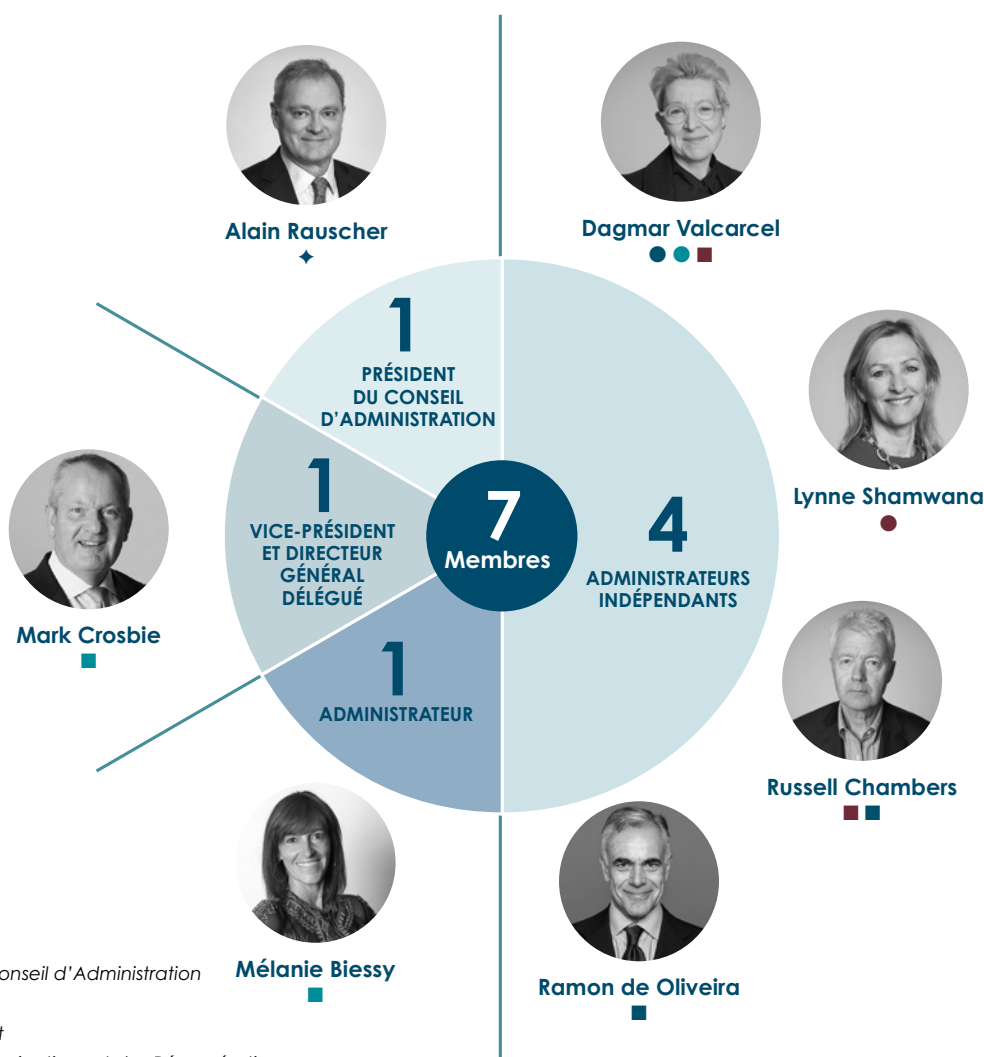 Alain Rauscher
Dagmar Valcarcel
1
PRÉSIDENT
DU CONSEIL
D’ADMINISTRATION
Lynne Shamwana
1
VICE-PRÉSIDENT
ET DIRECTEUR
GÉNÉRAL
DÉLÉGUÉ
7
Membres
4
ADMINISTRATEURS
INDÉPENDANTS
Mark Crosbie
1
ADMINISTRATEUR
Russell Chambers
Mélanie Biessy
Ramon de Oliveira
d’Administration